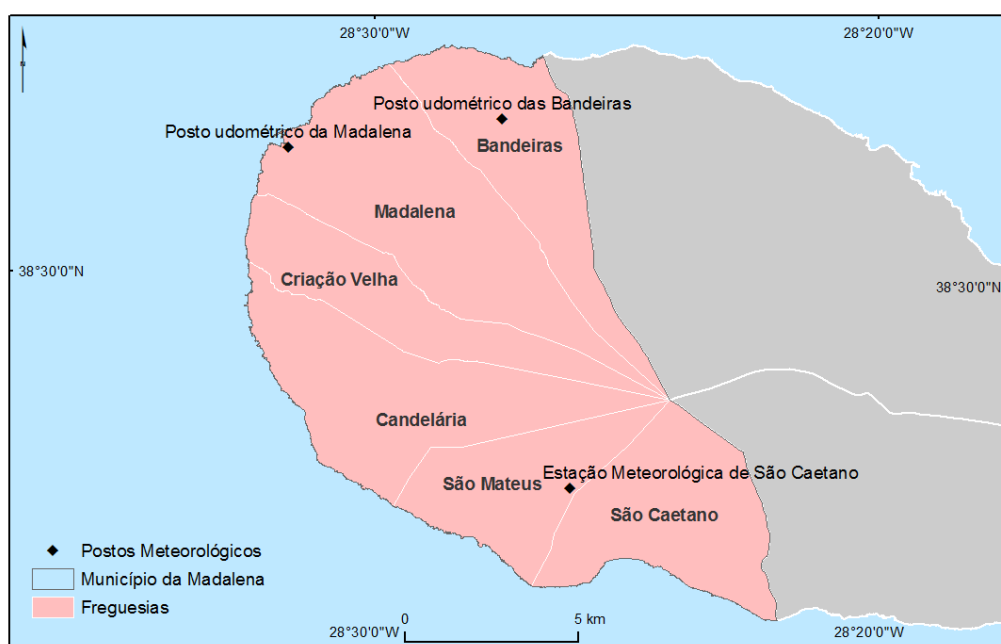 28°30'0"W
28°20'0"W
Posto udométrico das Bandeiras
Posto udométrico da Madalena
Bandeiras
Madalena
38°30'0"N
Criação Velha
38°30'0"N
Candelária
Estação Meteorológica de São Caetano
São Mateus
São Caetano
Postos Meteorológicos
Município da Madalena
Freguesias
0
5 km
28°30'0"W
28°20'0"W